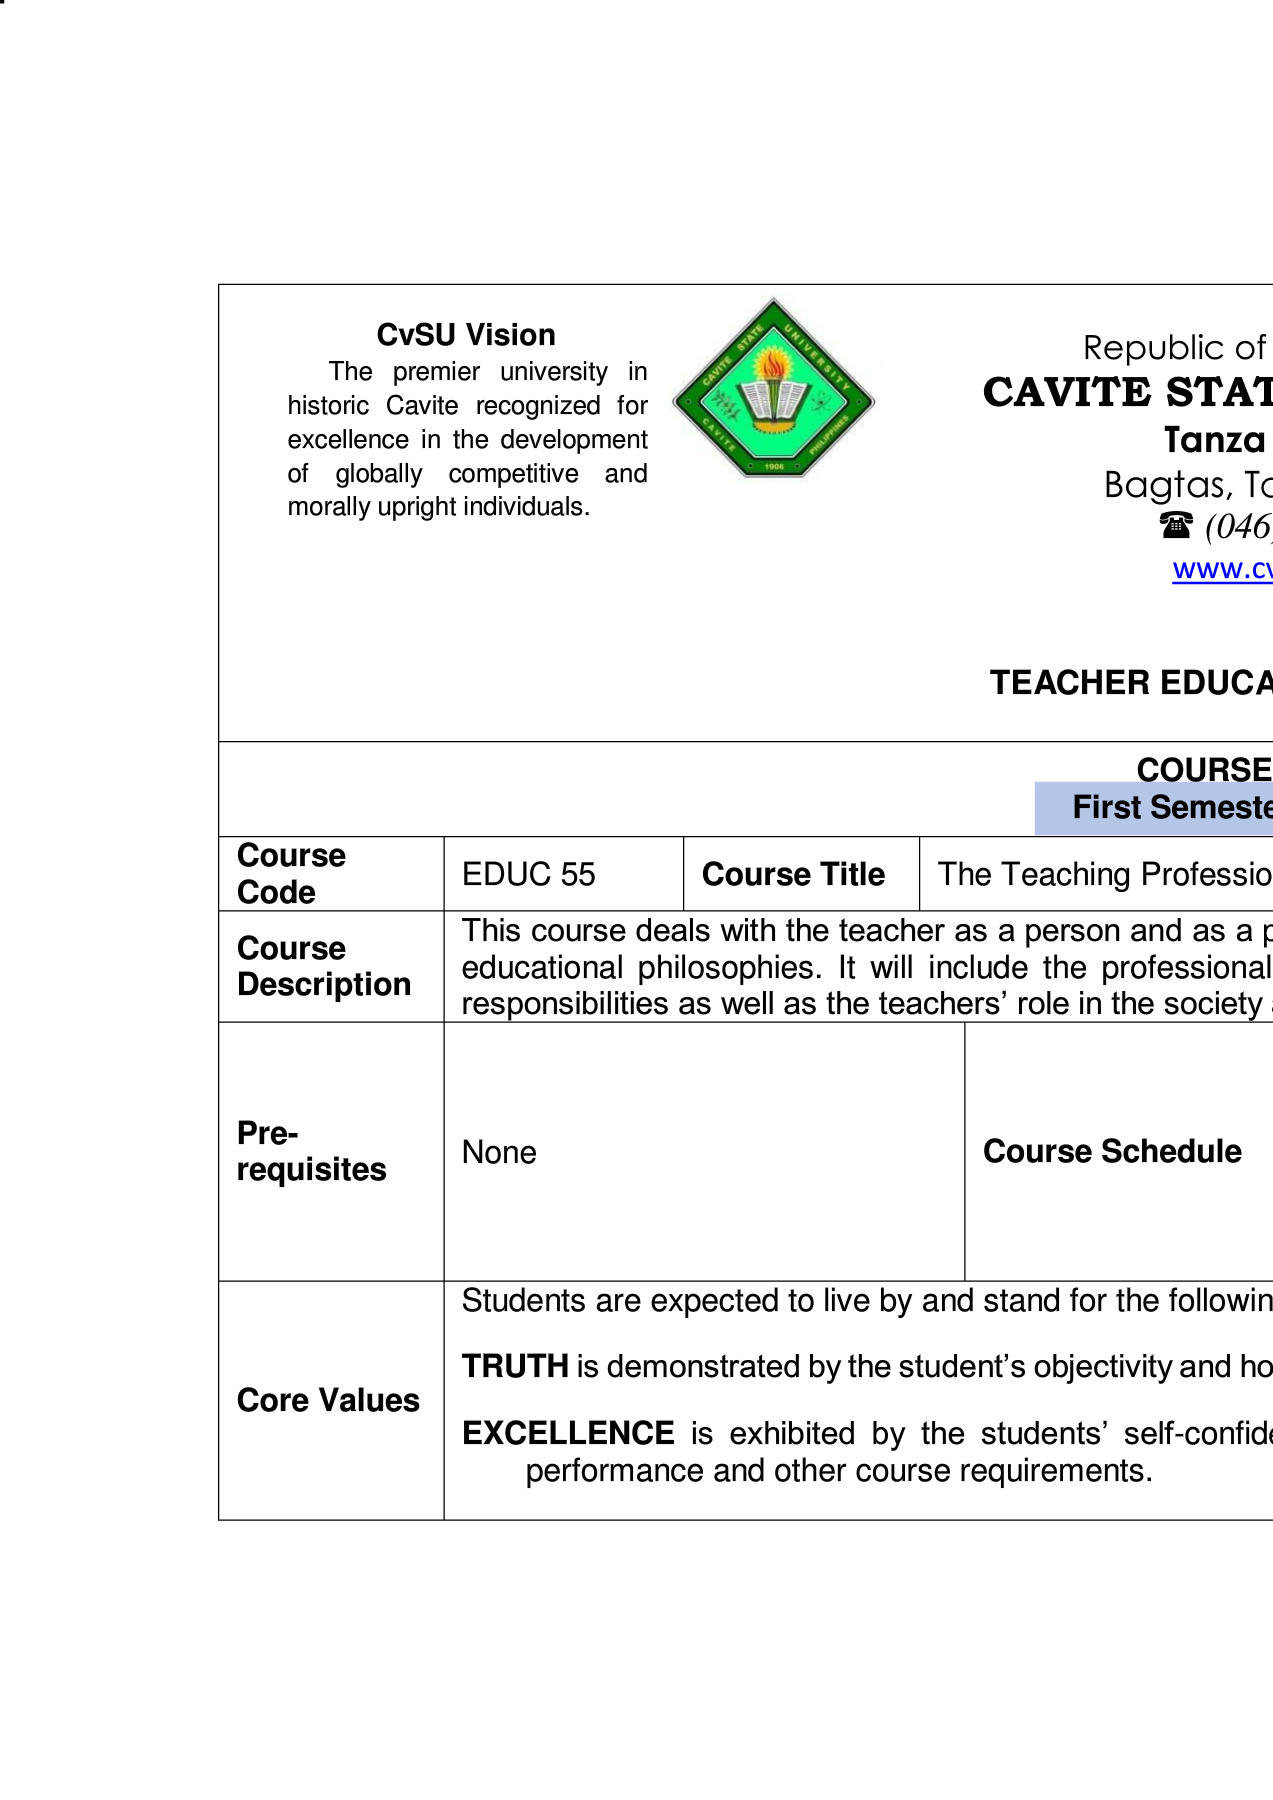 CvSU Vision
The premier university in
historic Cavite recognized for
excellence in the development
of globally competitive and
morally upright individuals.
CAVITE STATE UNIVERSITY
CAVITE
PHILIPPINES
1906
Republic of
CAVITE STAT
Tanza
Bagtas, Ta
☎ (046)
www.cv
TEACHER EDUCA
COURSE
First Semeste
Course
Code
EDUC 55
Course Title
The Teaching Professio
Course
Description
This course deals with the teacher as a person and as a p
educational philosophies. It will include the professional
responsibilities as well as the teachers’ role in the society a
Pre-
requisites
None
Course Schedule
Core Values
Students are expected to live by and stand for the followin
TRUTH is demonstrated by the student’s objectivity and ho
EXCELLENCE is exhibited by the students’ self-confide
performance and other course requirements.